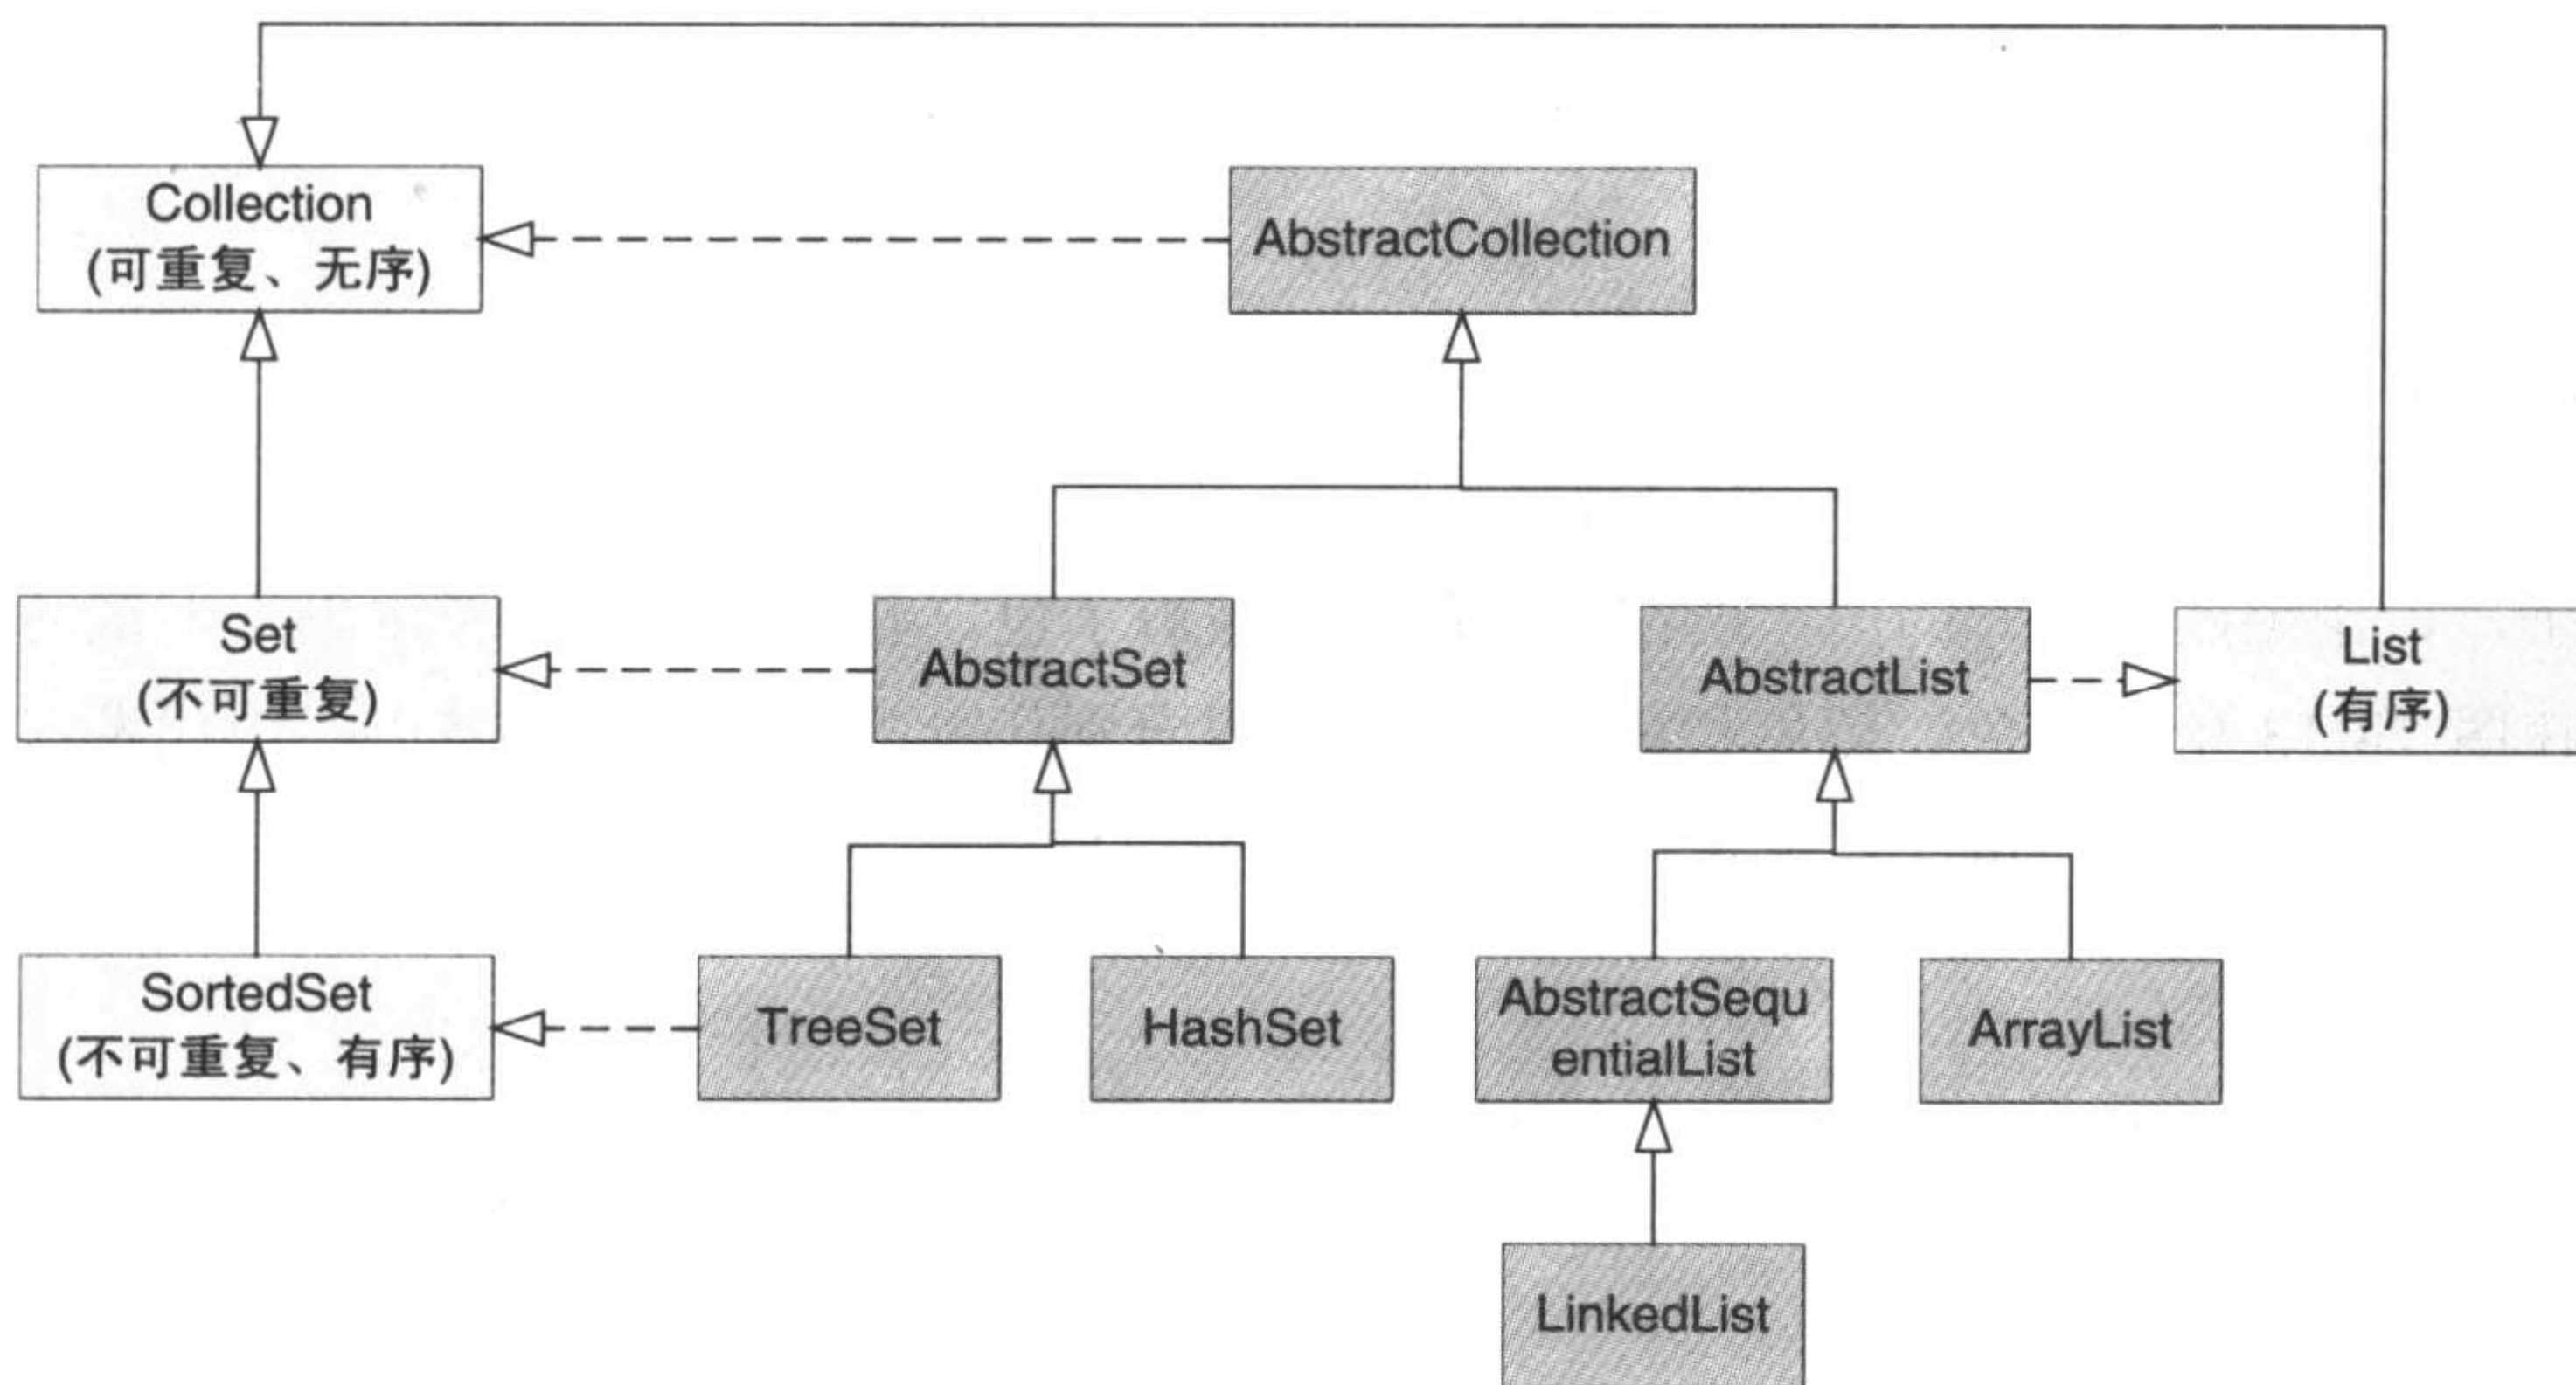 Collection
(可重复、无序)
AbstractCollection
Set
(不可重复)
AbstractSet
AbstractList
List
(有序)
SortedSet
(不可重复、有序)
TreeSet
HashSet
AbstractSequ
entialList
ArrayList
LinkedList